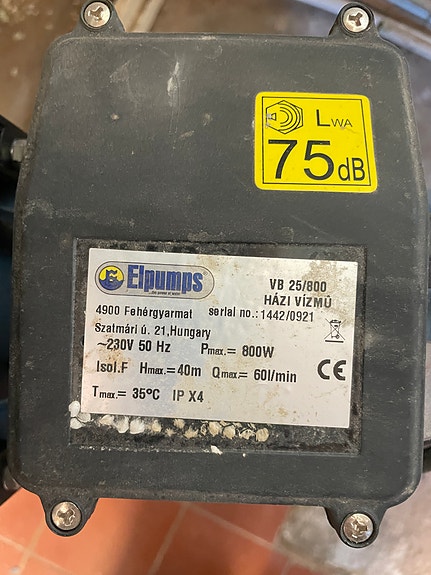 LWA
75dB
Elpumps
VB 25/800
HÁZI VÍZMŰ
4900 Fehérgyarmat serial no.: 1442/0921
Szatmári ú. 21,Hungary
~230V 50 Hz Pmax.= 800W
Isol.F Hmax.= 40m Qmax.= 60l/min
CE
Tmax.= 35°C IP X4